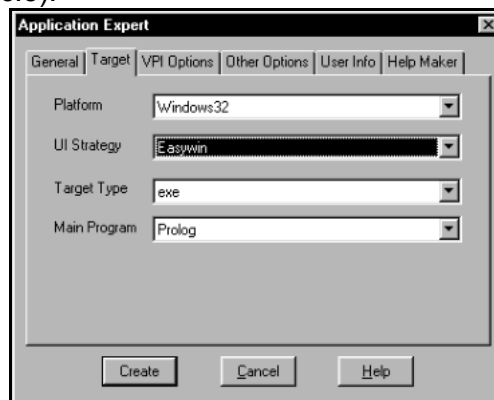 Application Expert
General Target VPI Options Other Options User Info Help Maker
Platform Windows32
UI Strategy Easywin
Target Type exe
Main Program Prolog
Create Cancel Help